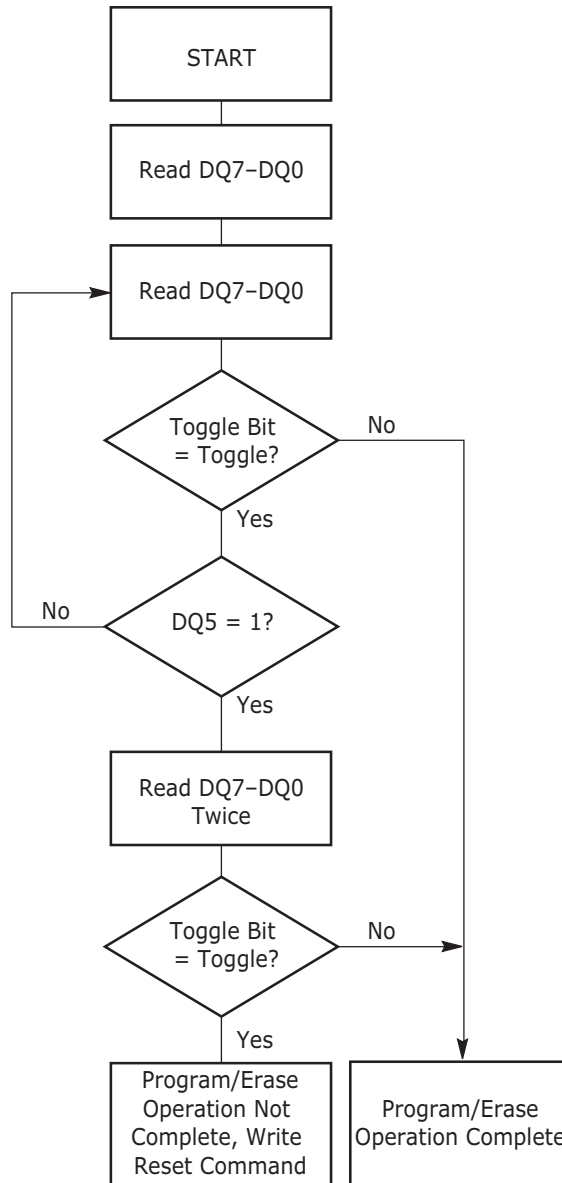 START
Read DQ7–DQ0
Read DQ7–DQ0
Toggle Bit
= Toggle?
No
Yes
No
DQ5 = 1?
Yes
Read DQ7–DQ0
Twice
Toggle Bit
= Toggle?
No
Yes
Program/Erase
Operation Not
Complete, Write
Reset Command
Program/Erase
Operation Complete